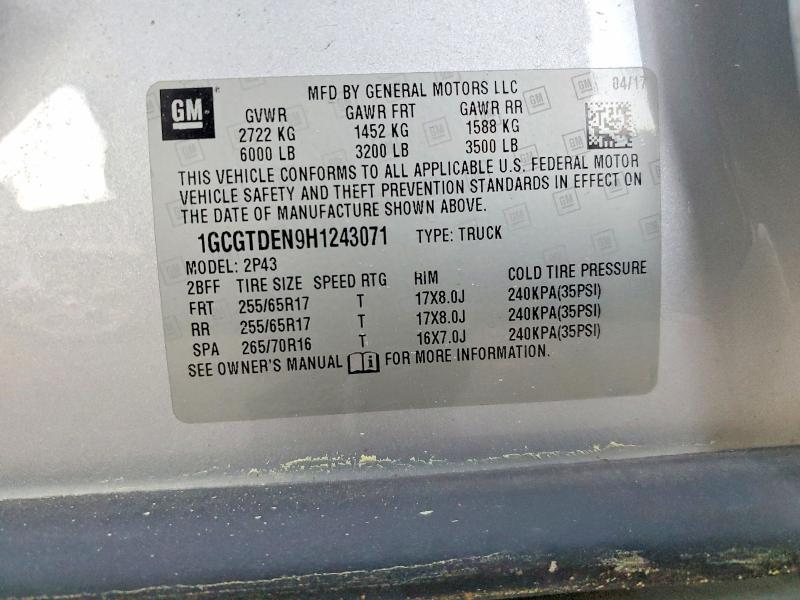 GM
MFD BY GENERAL MOTORS LLC 04/17
GVWR GAWR FRT GAWR RR
2722 KG 1452 KG 1588 KG
6000 LB 3200 LB 3500 LB
THIS VEHICLE CONFORMS TO ALL APPLICABLE U.S. FEDERAL MOTOR
VEHICLE SAFETY AND THEFT PREVENTION STANDARDS IN EFFECT ON
THE DATE OF MANUFACTURE SHOWN ABOVE.
1GCGTDEN9H1243071 TYPE: TRUCK
MODEL: 2P43
2BFF TIRE SIZE SPEED RTG RIM COLD TIRE PRESSURE
FRT 255/65R17 T 17X8.0J 240KPA(35PSI)
RR 255/65R17 T 17X8.0J 240KPA(35PSI)
SPA 265/70R16 T 16X7.0J 240KPA(35PSI)
SEE OWNER'S MANUAL i FOR MORE INFORMATION.